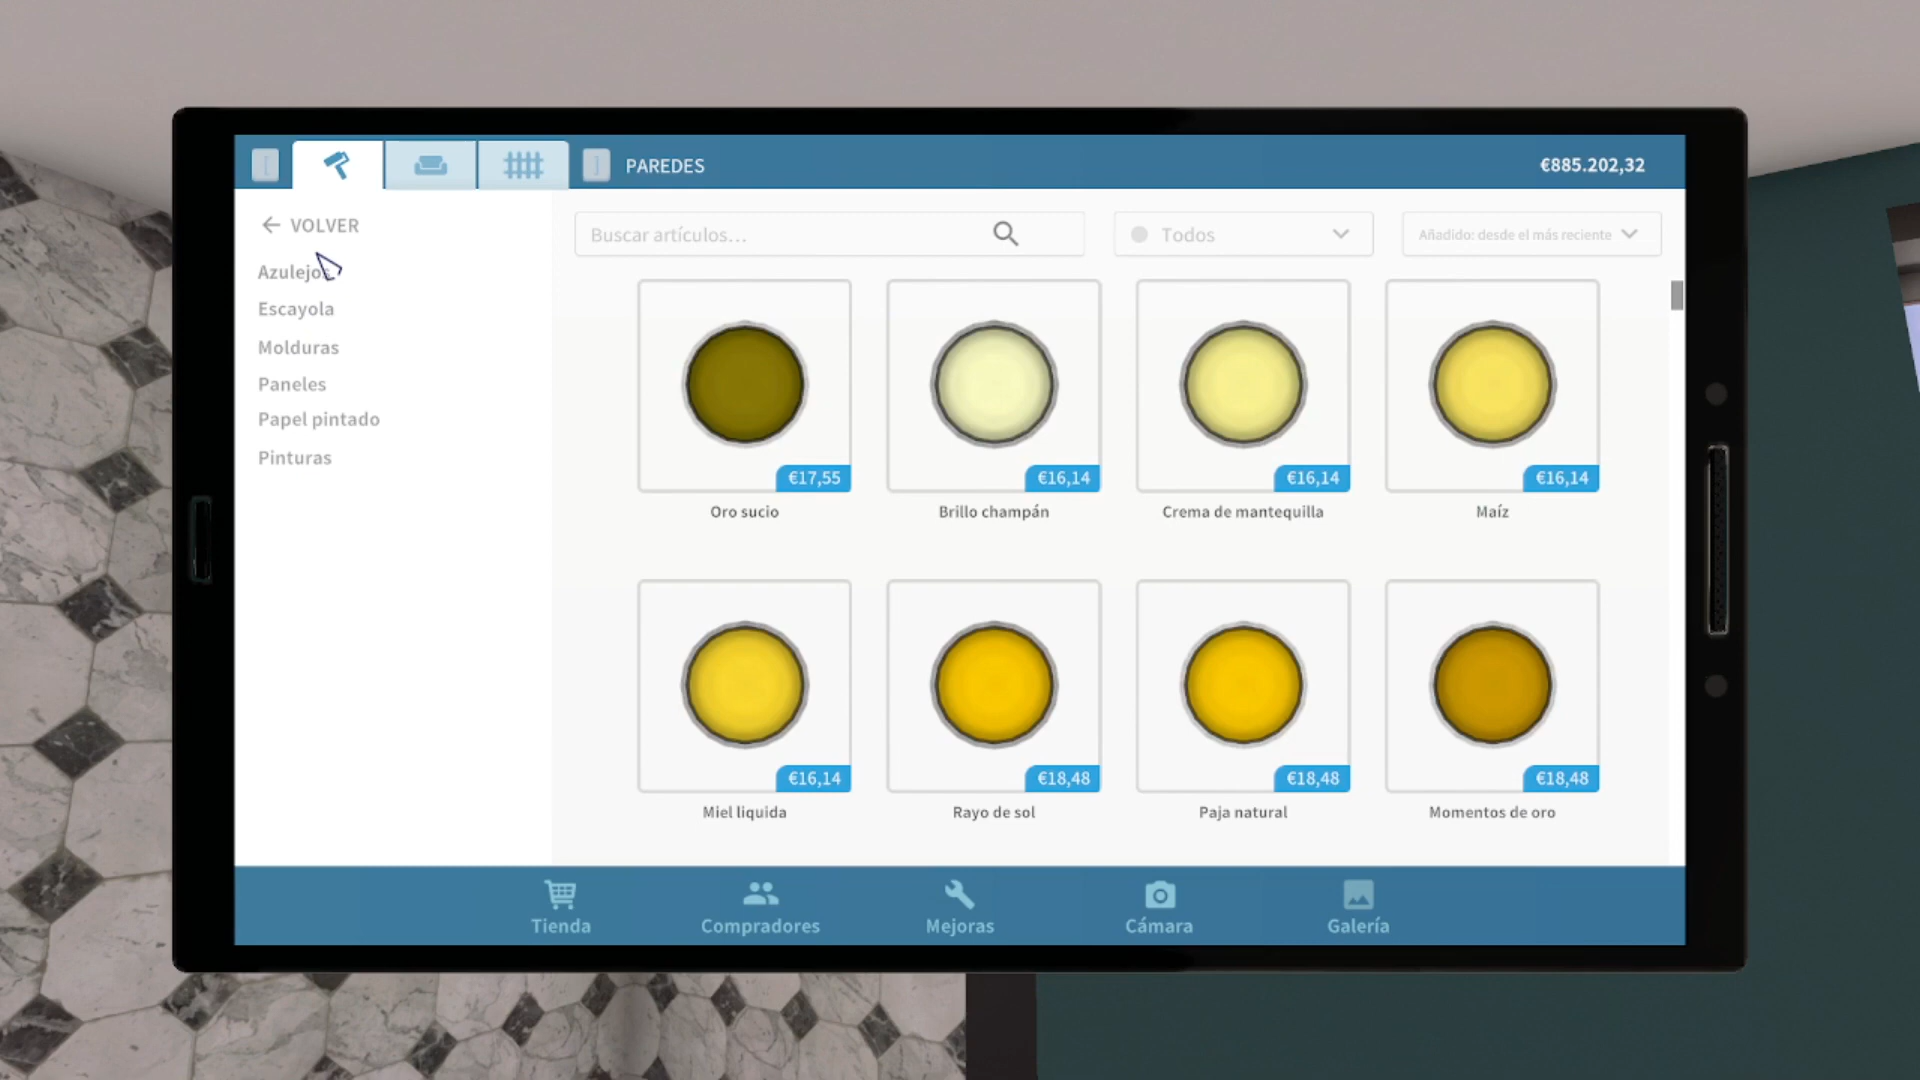 [
]
PAREDES
€885.202,32
VOLVER
Azulejos
Escayola
Molduras
Paneles
Papel pintado
Pinturas
Buscar artículos...
Todos
Añadido: desde el más reciente
€17,55
€16,14
€16,14
€16,14
Oro sucio
Brillo champán
Crema de mantequilla
Maíz
€16,14
€18,48
€18,48
€18,48
Miel liquida
Rayo de sol
Paja natural
Momentos de oro
Tienda
Compradores
Mejoras
Cámara
Galería